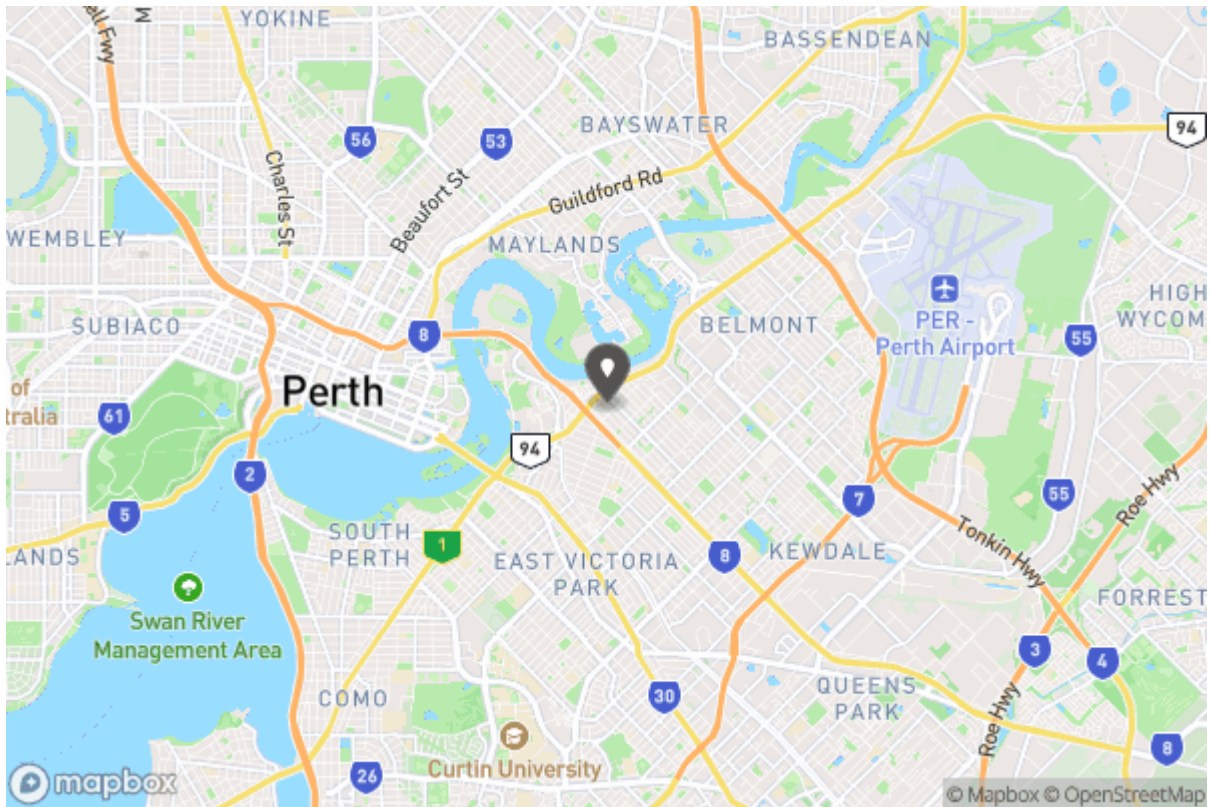 YOKINE
M
all Fwy
BASSENDEAN
BAYSWATER
94
56
53
Charles St
Beaufort St
Guildford Rd
WEMBLEY
MAYLANDS
HIGH
WYCOM
SUBIACO
8
BELMONT
PER -
Perth Airport
55
of
tralia
61
Perth
94
2
5
7
55
Roe Hwy
SOUTH
PERTH
1
EAST VICTORIA
PARK
8
KEWDALE
Tonkin Hwy
LANDS
Swan River
Management Area
FORREST
3
4
COMO
30
QUEENS
PARK
Roe Hwy
8
Curtin University
26
mapbox
© Mapbox © OpenStreetMap